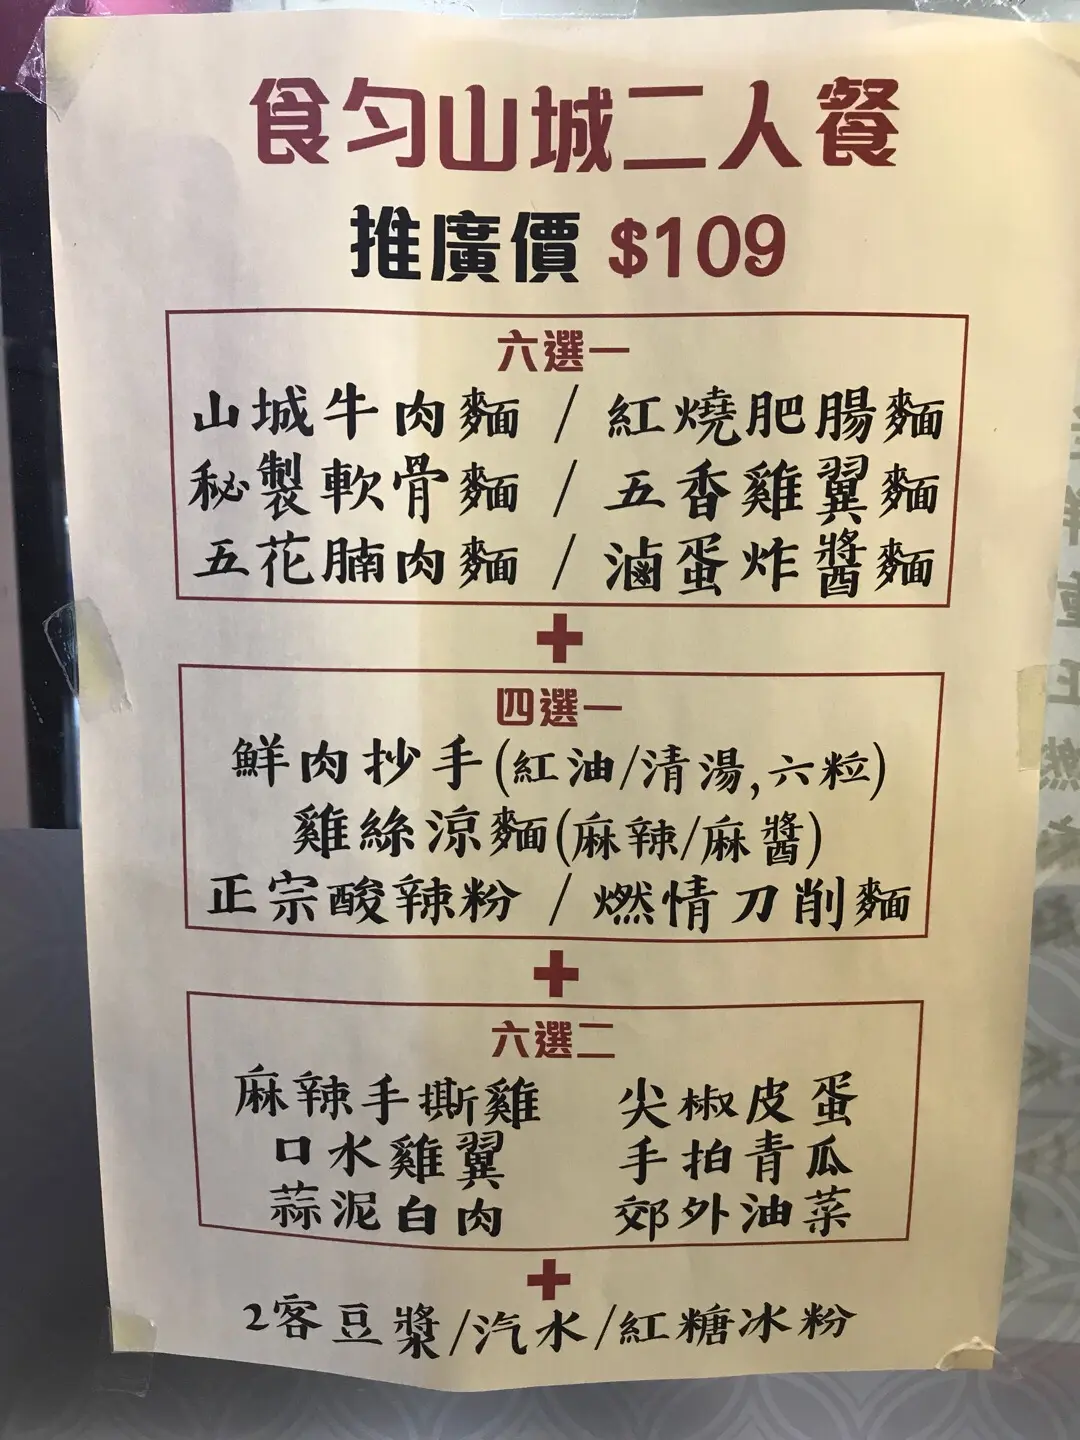 食勻山城二人餐
推廣價 $109
六選一
山城牛肉麵 / 紅燒肥腸麵
秘製軟骨麵 / 五香雞翼麵
五花腩肉麵 / 滷蛋炸醬麵
+
四選一
鮮肉抄手(紅油/清湯,六粒)
雞絲涼麵(麻辣/麻醬)
正宗酸辣粉 / 燃情刀削麵
+
六選二
麻辣手撕雞 尖椒皮蛋
口水雞翼 手拍青瓜
蒜泥白肉 郊外油菜
+
2客豆漿/汽水/紅糖冰粉